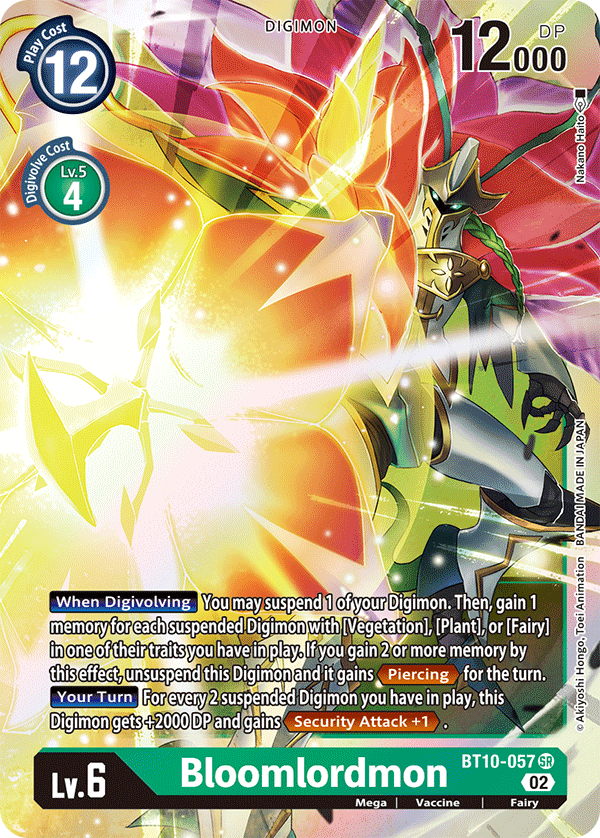 DIGIMON
Play Cost
12
12000
DP
Digivolve Cost
Lv.5
4
Nakano Haito
When Digivolving You may suspend 1 of your Digimon. Then, gain 1
memory for each suspended Digimon with [Vegetation], [Plant], or [Fairy]
in one of their traits you have in play. If you gain 2 or more memory by
this effect, unsuspend this Digimon and it gains Piercing for the turn.
Your Turn For every 2 suspended Digimon you have in play, this
Digimon gets +2000 DP and gains Security Attack +1 .
© Akiyoshi Hongo, Toei Animation BANDAI MADE IN JAPAN
Lv.6
Bloomlordmon
BT10-057 SR
02
Mega | Vaccine | Fairy